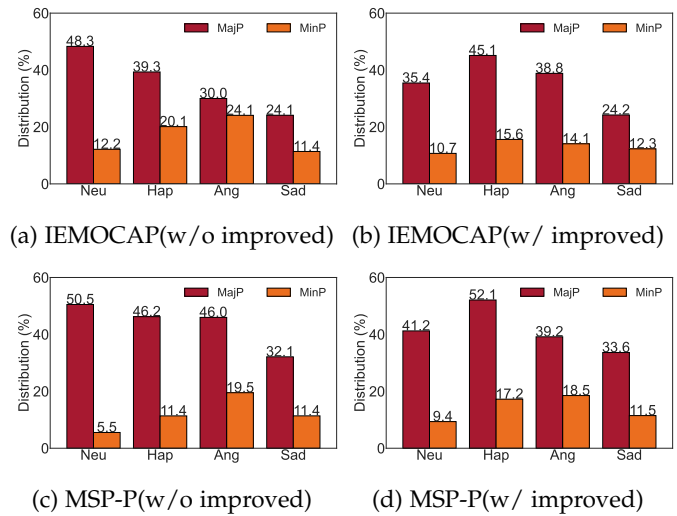 60
40
20
0
Distribution (%)
MajP MinP
48.3 12.2 39.3 20.1 30.0 24.1 24.1 11.4
Neu Hap Ang Sad
(a) IEMOCAP(w/o improved)
60
40
20
0
Distribution (%)
MajP MinP
35.4 10.7 45.1 15.6 38.8 14.1 24.2 12.3
Neu Hap Ang Sad
(b) IEMOCAP(w/ improved)
60
40
20
0
Distribution (%)
MajP MinP
50.5 5.5 46.2 11.4 46.0 19.5 32.1 11.4
Neu Hap Ang Sad
(c) MSP-P(w/o improved)
60
40
20
0
Distribution (%)
MajP MinP
41.2 9.4 52.1 17.2 39.2 18.5 33.6 11.5
Neu Hap Ang Sad
(d) MSP-P(w/ improved)